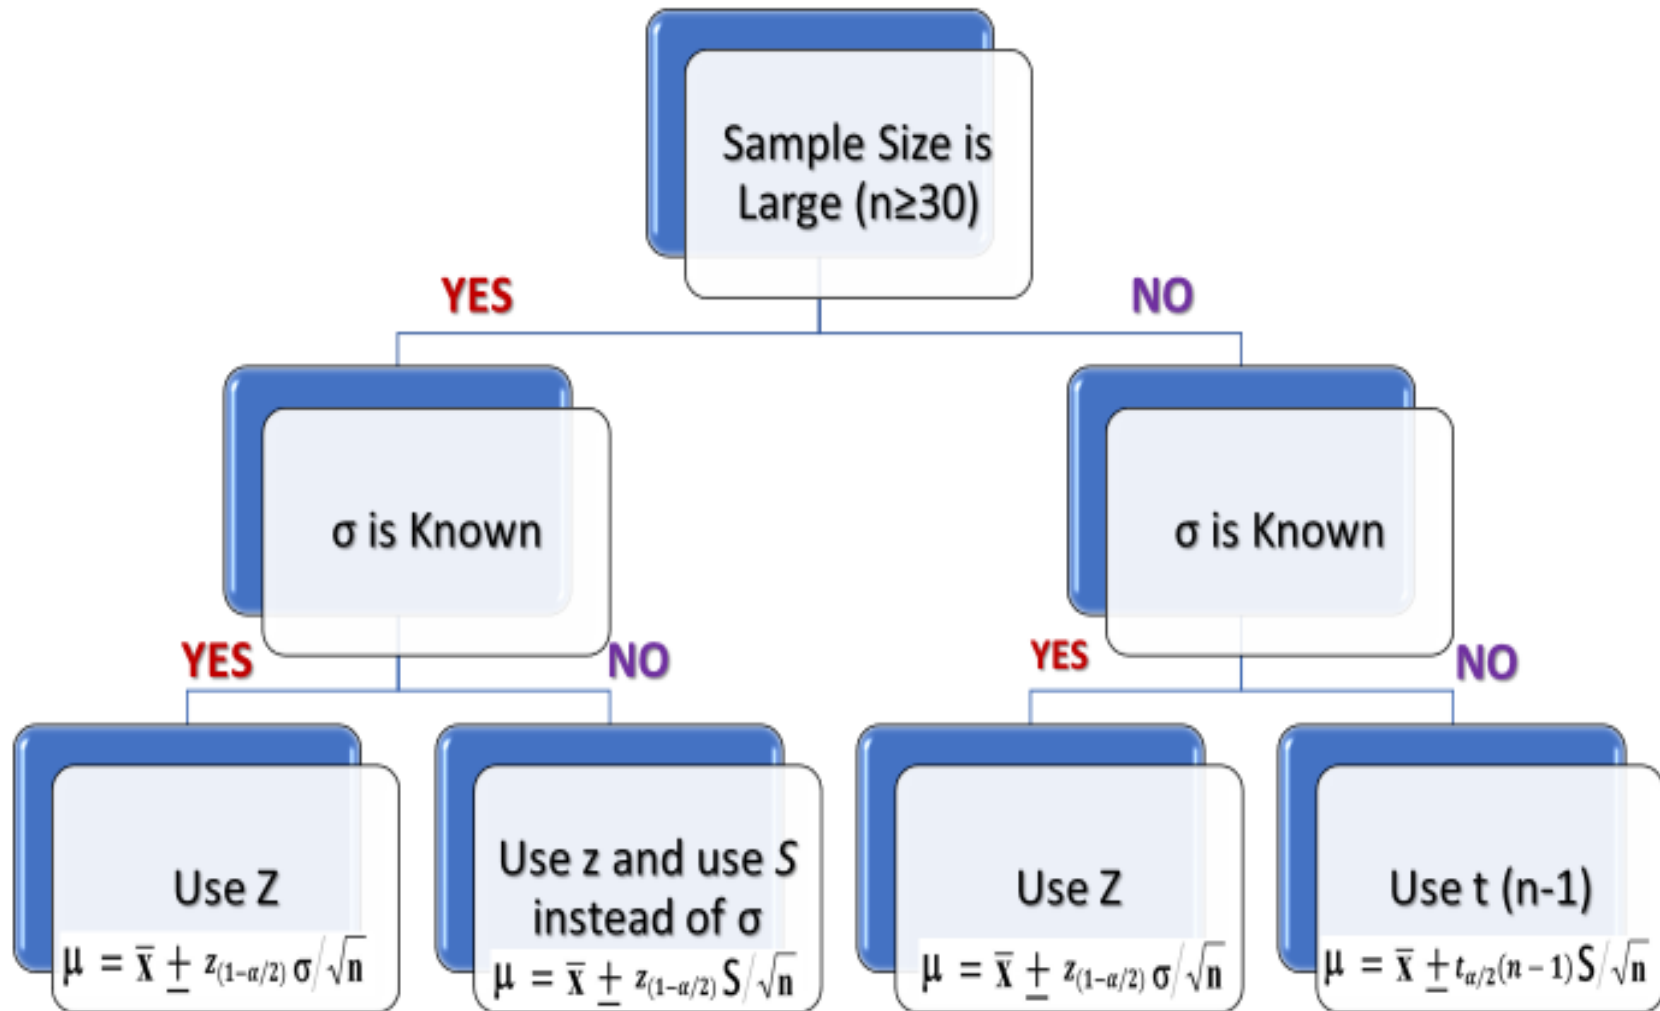 Sample Size is
Large (n≥30)
YES
NO
σ is Known
σ is Known
YES
NO
YES
NO
Use Z
μ = x̄ ± z(1−α/2) σ/√n
Use z and use S
instead of σ
μ = x̄ ± z(1−α/2) S/√n
Use Z
μ = x̄ ± z(1−α/2) σ/√n
Use t (n-1)
μ = x̄ ± tα/2(n − 1) S/√n